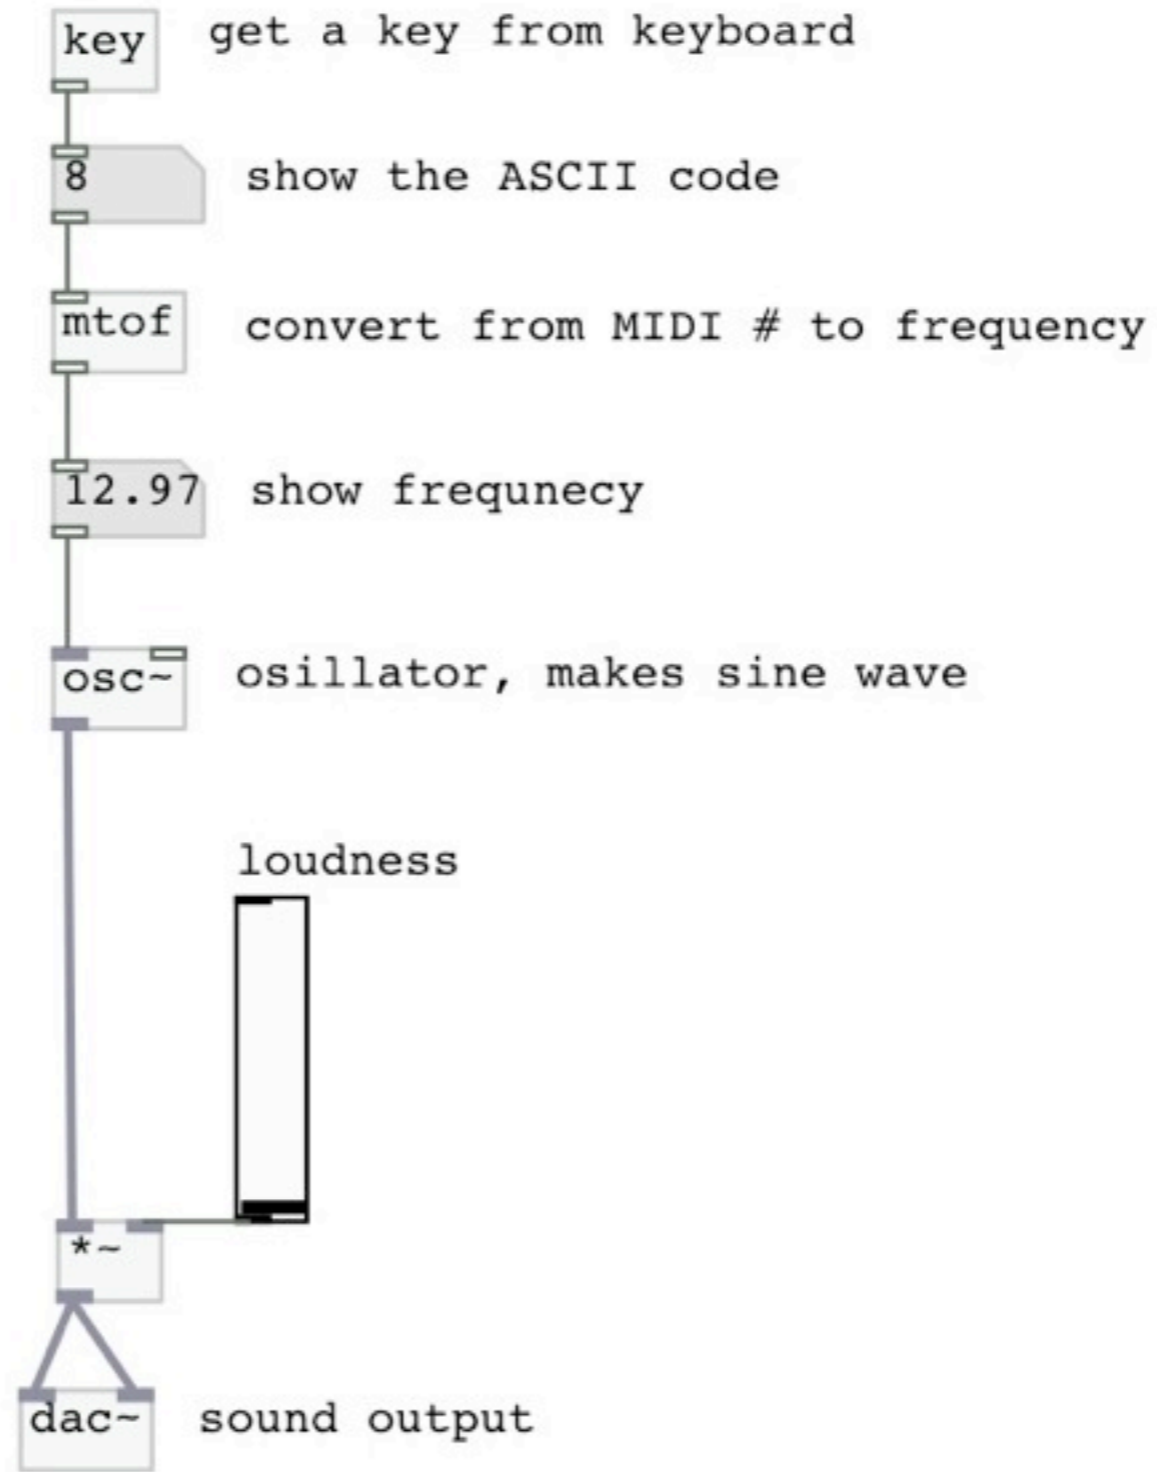 key get a key from keyboard
8 show the ASCII code
mtof convert from MIDI # to frequency
12.97 show frequnecy
osc~ osillator, makes sine wave
loudness
*~
dac~ sound output